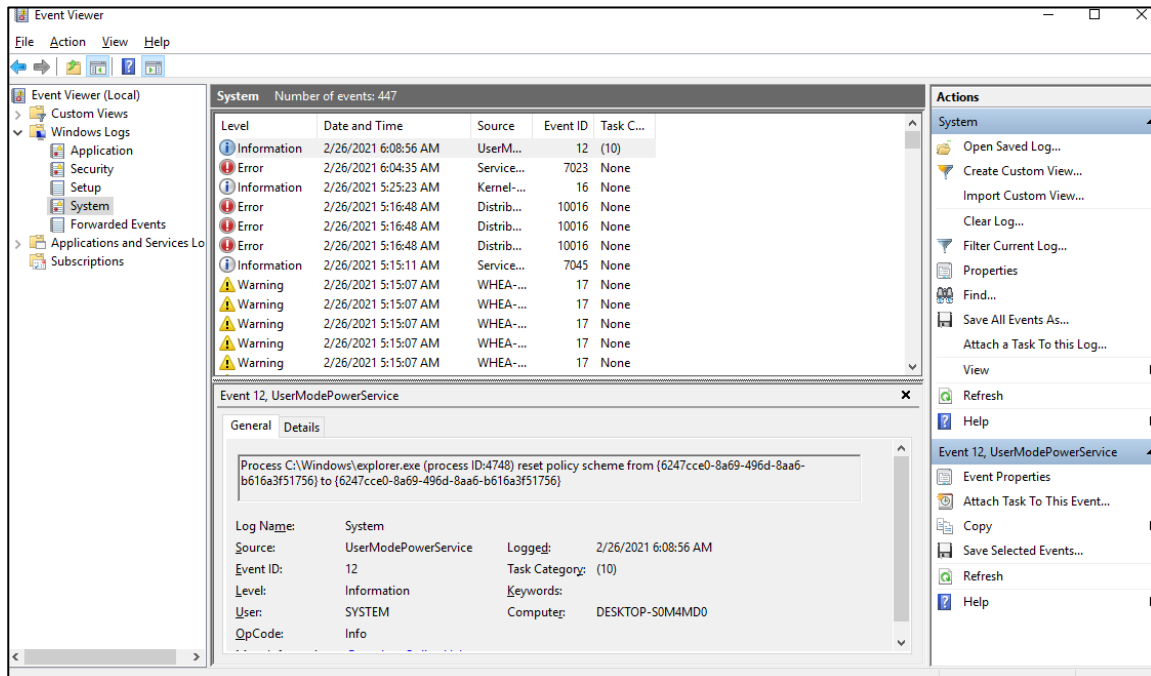 Event Viewer
File Action View Help
Event Viewer (Local)
Custom Views
Windows Logs
Application
Security
Setup
System
Forwarded Events
Applications and Services Lo
Subscriptions
System Number of events: 447
Level Date and Time Source Event ID Task C...
Information 2/26/2021 6:08:56 AM UserM... 12 (10)
Error 2/26/2021 6:04:35 AM Service... 7023 None
Information 2/26/2021 5:25:23 AM Kernel-... 16 None
Error 2/26/2021 5:16:48 AM Distrib... 10016 None
Error 2/26/2021 5:16:48 AM Distrib... 10016 None
Error 2/26/2021 5:16:48 AM Distrib... 10016 None
Information 2/26/2021 5:15:11 AM Service... 7045 None
Warning 2/26/2021 5:15:07 AM WHEA-... 17 None
Warning 2/26/2021 5:15:07 AM WHEA-... 17 None
Warning 2/26/2021 5:15:07 AM WHEA-... 17 None
Warning 2/26/2021 5:15:07 AM WHEA-... 17 None
Warning 2/26/2021 5:15:07 AM WHEA-... 17 None
Event 12, UserModePowerService
General Details
Process C:\Windows\explorer.exe (process ID:4748) reset policy scheme from {6247cce0-8a69-496d-8aa6-
b616a3f51756} to {6247cce0-8a69-496d-8aa6-b616a3f51756}
Log Name: System
Source: UserModePowerService Logged: 2/26/2021 6:08:56 AM
Event ID: 12 Task Category: (10)
Level: Information Keywords:
User: SYSTEM Computer: DESKTOP-S0M4MD0
OpCode: Info
Actions
System
Open Saved Log...
Create Custom View...
Import Custom View...
Clear Log...
Filter Current Log...
Properties
Find...
Save All Events As...
Attach a Task To this Log...
View
Refresh
Help
Event 12, UserModePowerService
Event Properties
Attach Task To This Event...
Copy
Save Selected Events...
Refresh
Help